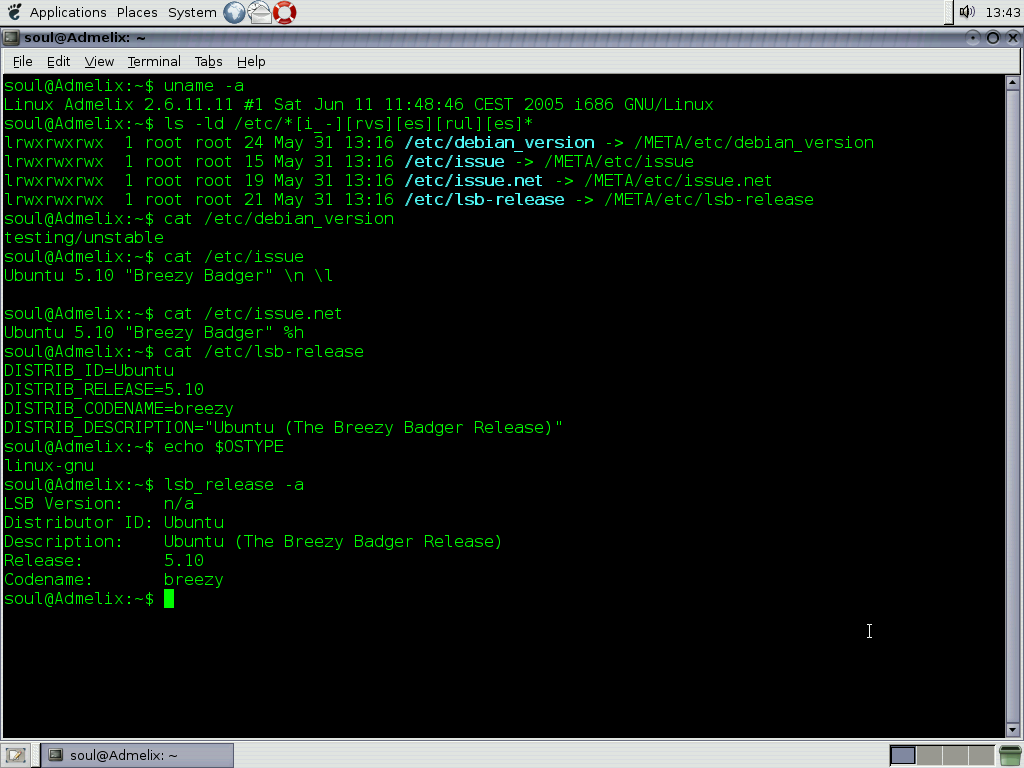 Applications Places System 13:43
soul@Admelix: ~
File Edit View Terminal Tabs Help
soul@Admelix:~$ uname -a
Linux Admelix 2.6.11.11 #1 Sat Jun 11 11:48:46 CEST 2005 i686 GNU/Linux
soul@Admelix:~$ ls -ld /etc/*[i_-][rvs][es][rul][es]*
lrwxrwxrwx  1 root root 24 May 31 13:16 /etc/debian_version -> /META/etc/debian_version
lrwxrwxrwx  1 root root 15 May 31 13:16 /etc/issue -> /META/etc/issue
lrwxrwxrwx  1 root root 19 May 31 13:16 /etc/issue.net -> /META/etc/issue.net
lrwxrwxrwx  1 root root 21 May 31 13:16 /etc/lsb-release -> /META/etc/lsb-release
soul@Admelix:~$ cat /etc/debian_version
testing/unstable
soul@Admelix:~$ cat /etc/issue
Ubuntu 5.10 "Breezy Badger" \n \l
soul@Admelix:~$ cat /etc/issue.net
Ubuntu 5.10 "Breezy Badger" %h
soul@Admelix:~$ cat /etc/lsb-release
DISTRIB_ID=Ubuntu
DISTRIB_RELEASE=5.10
DISTRIB_CODENAME=breezy
DISTRIB_DESCRIPTION="Ubuntu (The Breezy Badger Release)"
soul@Admelix:~$ echo $OSTYPE
linux-gnu
soul@Admelix:~$ lsb_release -a
LSB Version:    n/a
Distributor ID: Ubuntu
Description:    Ubuntu (The Breezy Badger Release)
Release:        5.10
Codename:       breezy
soul@Admelix:~$
soul@Admelix: ~